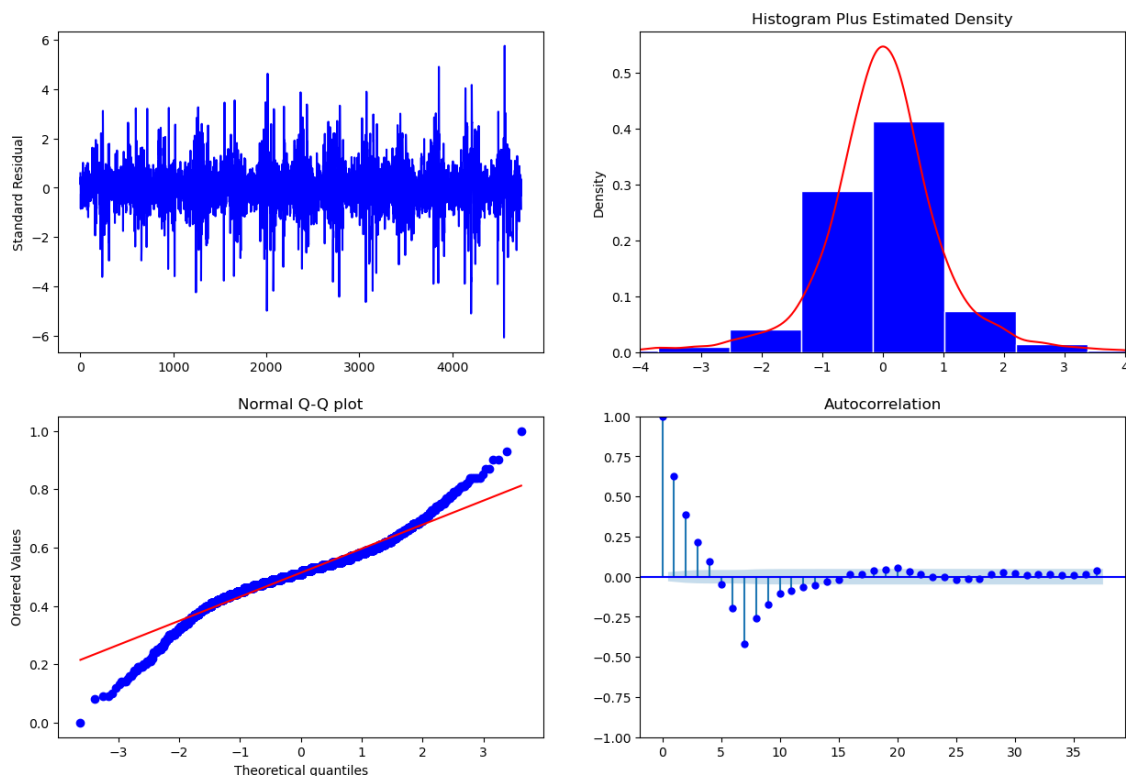 Standard Residual
6
4
2
0
−2
−4
−6
0 1000 2000 3000 4000
Histogram Plus Estimated Density
Density
0.5
0.4
0.3
0.2
0.1
0.0
−4 −3 −2 −1 0 1 2 3 4
Normal Q-Q plot
Ordered Values
1.0
0.8
0.6
0.4
0.2
0.0
−3 −2 −1 0 1 2 3
Theoretical quantiles
Autocorrelation
1.00
0.75
0.50
0.25
0.00
−0.25
−0.50
−0.75
−1.00
0 5 10 15 20 25 30 35